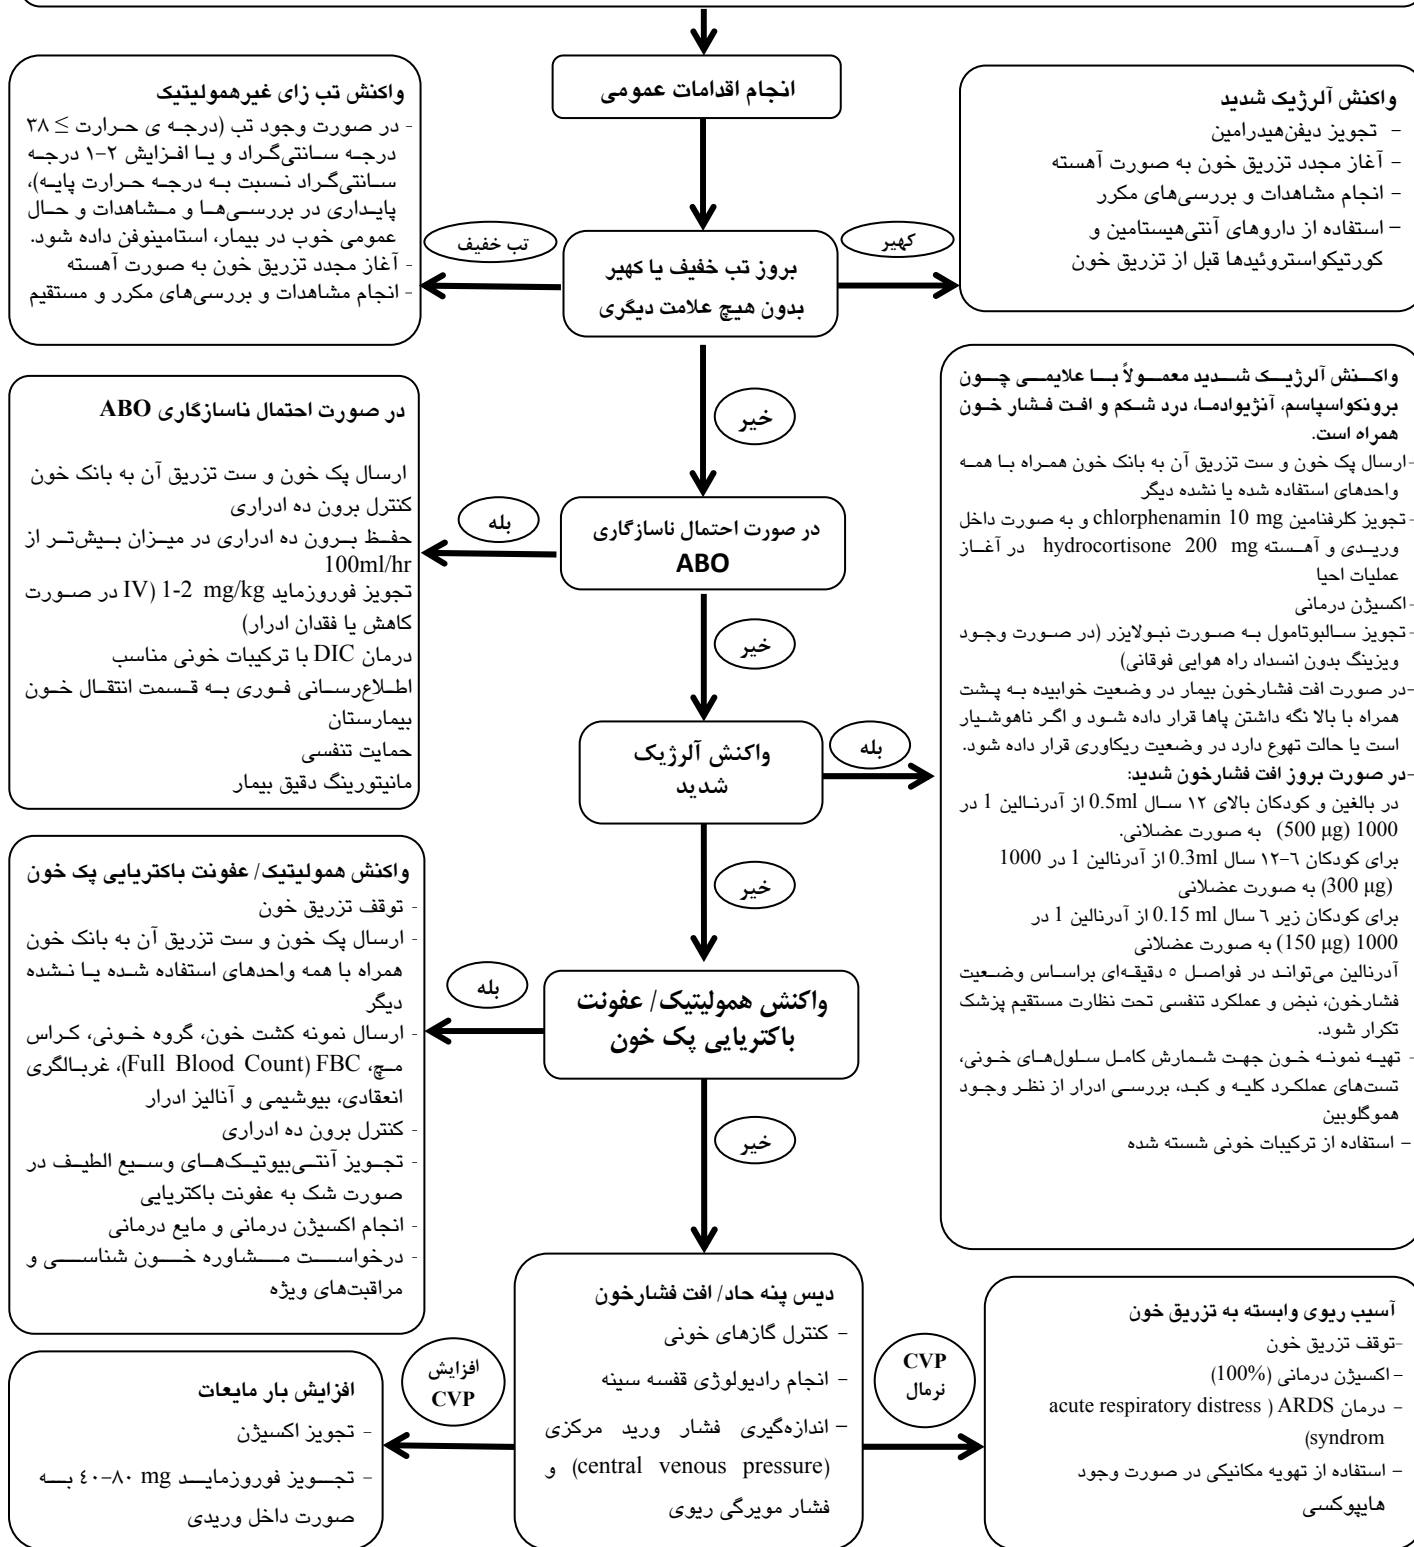 انجام اقدامات عمومی
واکنش آلرژیک شدید
- تجویز دیفن‌هیدرامین
- آغاز مجدد تزریق خون به صورت آهسته
- انجام مشاهدات و بررسی‌های مکرر
- استفاده از داروهای آنتی‌هیستامین و
کورتیکواستروئیدها قبل از تزریق خون
واکنش تب زای غیرهمولیتیک
- در صورت وجود تب (درجه ی حرارت ≥ ۳۸
درجه سانتی‌گراد و یا افزایش ۲-۱ درجه
سانتی‌گراد نسبت به درجه حرارت پایه)،
پایداری در بررسی‌ها و مشاهدات و حال
عمومی خوب در بیمار، استامینوفن داده شود.
- آغاز مجدد تزریق خون به صورت آهسته
- انجام مشاهدات و بررسی‌های مکرر و مستقیم
کهیر
تب خفیف
بروز تب خفیف یا کهیر
بدون هیچ علامت دیگری
خیر
واکنش آلرژیک شدید معمولاً با علایمی چون
برونکواسپاسم، آنژیوادما، درد شکم و افت فشار خون
همراه است.
-ارسال پک خون و ست تزریق آن به بانک خون همراه با همه
واحدهای استفاده شده یا نشده دیگر
-تجویز کلرفنامین chlorphenamin 10 mg و به صورت داخل
وریدی و آهسته hydrocortisone 200 mg در آغاز
عملیات احیا
-اکسیژن درمانی
-تجویز سالبوتامول به صورت نبولایزر (در صورت وجود
ویزینگ بدون انسداد راه هوایی فوقانی)
-در صورت افت فشارخون بیمار در وضعیت خوابیده به پشت
همراه با بالا نگه داشتن پاها قرار داده شود و اگر ناهوشیار
است یا حالت تهوع دارد در وضعیت ریکاوری قرار داده شود.
-در صورت بروز افت فشارخون شدید:
در بالغین و کودکان بالای ۱۲ سال 0.5ml از آدرنالین 1 در
1000 (500 µg) به صورت عضلانی.
برای کودکان ۶-۱۲ سال 0.3ml از آدرنالین 1 در 1000
(300 µg) به صورت عضلانی
برای کودکان زیر ۶ سال 0.15 ml از آدرنالین 1 در
1000 (150 µg) به صورت عضلانی
آدرنالین می‌تواند در فواصل ۵ دقیقه‌ای براساس وضعیت
فشارخون، نبض و عملکرد تنفسی تحت نظارت مستقیم پزشک
تکرار شود.
- تهیه نمونه خون جهت شمارش کامل سلول‌های خونی،
تست‌های عملکرد کلیه و کبد، بررسی ادرار از نظر وجود
هموگلوبین
- استفاده از ترکیبات خونی شسته شده
در صورت احتمال ناسازگاری ABO
ارسال پک خون و ست تزریق آن به بانک خون
کنترل برون ده ادراری
حفظ برون ده ادراری در میزان بیش‌تر از
100ml/hr
تجویز فوروزماید 1-2 mg/kg (IV در صورت
کاهش یا فقدان ادرار)
درمان DIC با ترکیبات خونی مناسب
اطلاع‌رسانی فوری به قسمت انتقال خون
بیمارستان
حمایت تنفسی
مانیتورینگ دقیق بیمار
بله
در صورت احتمال ناسازگاری
ABO
خیر
واکنش آلرژیک
شدید
بله
خیر
واکنش همولیتیک/ عفونت باکتریایی پک خون
- توقف تزریق خون
- ارسال پک خون و ست تزریق آن به بانک خون
همراه با همه واحدهای استفاده شده یا نشده
دیگر
- ارسال نمونه کشت خون، گروه خونی، کراس
مچ، FBC (Full Blood Count)، غربالگری
انعقادی، بیوشیمی و آنالیز ادرار
- کنترل برون ده ادراری
- تجویز آنتی‌بیوتیک‌های وسیع الطیف در
صورت شک به عفونت باکتریایی
- انجام اکسیژن درمانی و مایع درمانی
- درخواست مشاوره خون شناسی و
مراقبت‌های ویژه
بله
واکنش همولیتیک/ عفونت
باکتریایی پک خون
خیر
دیس پنه حاد/ افت فشارخون
- کنترل گازهای خونی
- انجام رادیولوژی قفسه سینه
- اندازه‌گیری فشار ورید مرکزی
(central venous pressure) و
فشار مویرگی ریوی
CVP
نرمال
آسیب ریوی وابسته به تزریق خون
-توقف تزریق خون
- اکسیژن درمانی (100%)
- درمان ARDS ( acute respiratory distress
syndrom)
- استفاده از تهویه مکانیکی در صورت وجود
هایپوکسی
افزایش
CVP
افزایش بار مایعات
- تجویز اکسیژن
- تجویز فوروزماید ۴۰-۸۰ mg به
صورت داخل وریدی